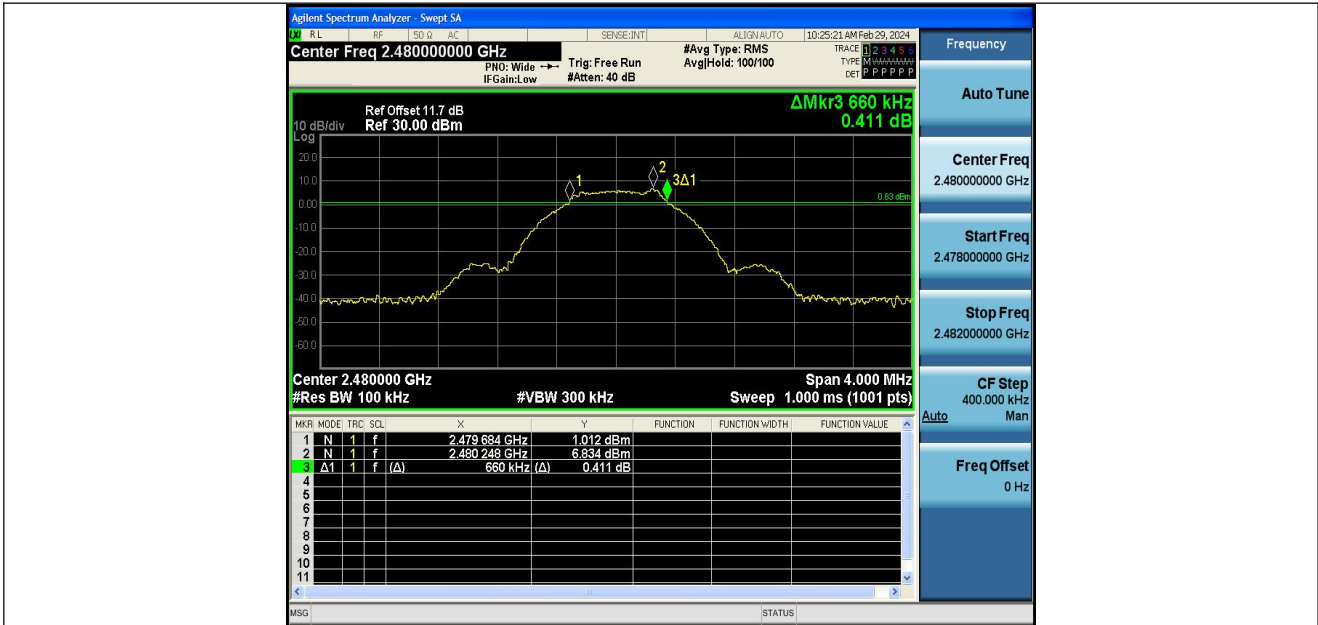 Agilent Spectrum Analyzer - Swept SA
RL RF 50 Ω AC SENSE:INT ALIGN AUTO 10:25:21 AM Feb 29, 2024
Center Freq 2.480000000 GHz
PNO: Wide
IFGain:Low
Trig: Free Run
#Atten: 40 dB
#Avg Type: RMS
Avg|Hold: 100/100
TRACE 1 2 3 4 5 6
TYPE M
DET P P P P P P
ΔMkr3 660 kHz
0.411 dB
Ref Offset 11.7 dB
10 dB/div Ref 30.00 dBm
Log
20.0
10.0
0.00
-10.0
-20.0
-30.0
-40.0
-50.0
-60.0
1
2
3Δ1
0.83 dBm
Center 2.480000 GHz Span 4.000 MHz
#Res BW 100 kHz #VBW 300 kHz Sweep 1.000 ms (1001 pts)
MKR MODE TRC SCL X Y FUNCTION FUNCTION WIDTH FUNCTION VALUE
1 N 1 f 2.479 684 GHz 1.012 dBm
2 N 1 f 2.480 248 GHz 6.834 dBm
3 Δ1 1 f (Δ) 660 kHz (Δ) 0.411 dB
4
5
6
7
8
9
10
11
MSG STATUS
Frequency
Auto Tune
Center Freq
2.480000000 GHz
Start Freq
2.478000000 GHz
Stop Freq
2.482000000 GHz
CF Step
400.000 kHz
Auto Man
Freq Offset
0 Hz